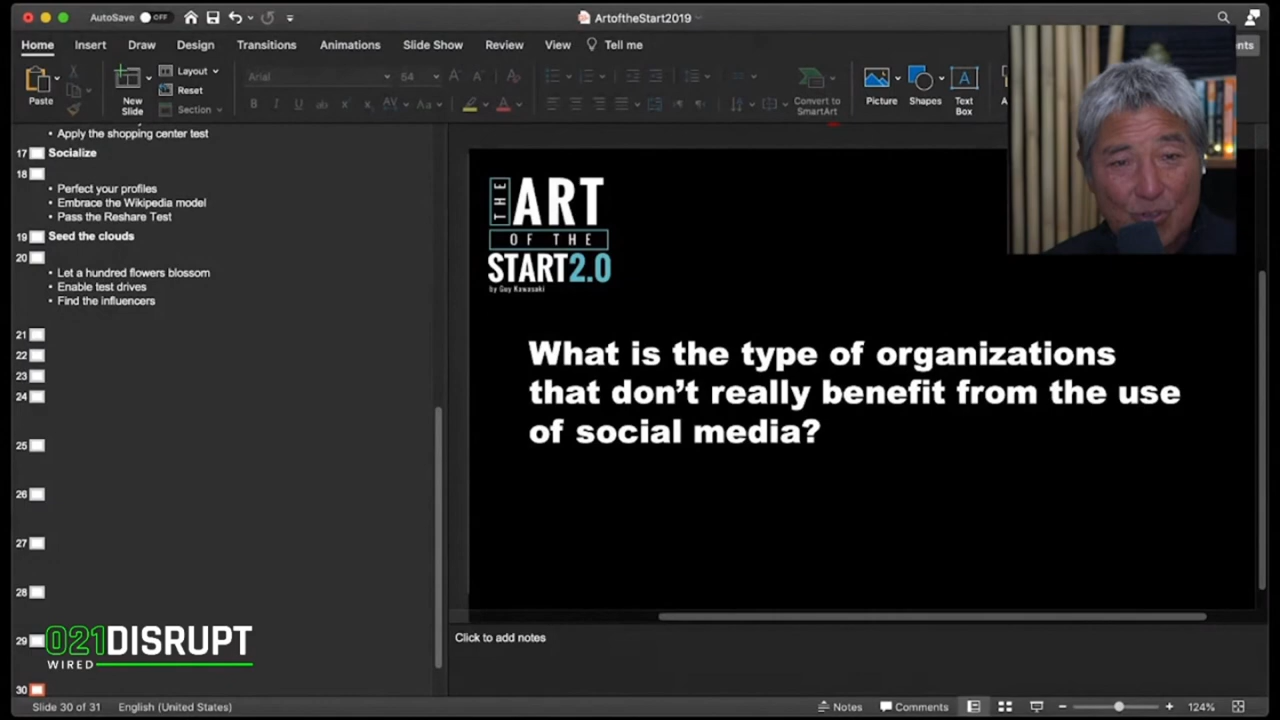 AutoSave OFF
ArtoftheStart2019
Home Insert Draw Design Transitions Animations Slide Show Review View Tell me
Paste
New Slide
Layout
Reset
Section
Arial 54
Convert to SmartArt
Picture Shapes Text Box
• Apply the shopping center test
17 Socialize
18
• Perfect your profiles
• Embrace the Wikipedia model
• Pass the Reshare Test
19 Seed the clouds
20
• Let a hundred flowers blossom
• Enable test drives
• Find the influencers
21
22
23
24
25
26
27
28
29
30
THE ART
OF THE
START2.0
by Guy Kawasaki
What is the type of organizations
that don't really benefit from the use
of social media?
Click to add notes
021DISRUPT
WIRED
Slide 30 of 31 English (United States) Notes Comments 124%